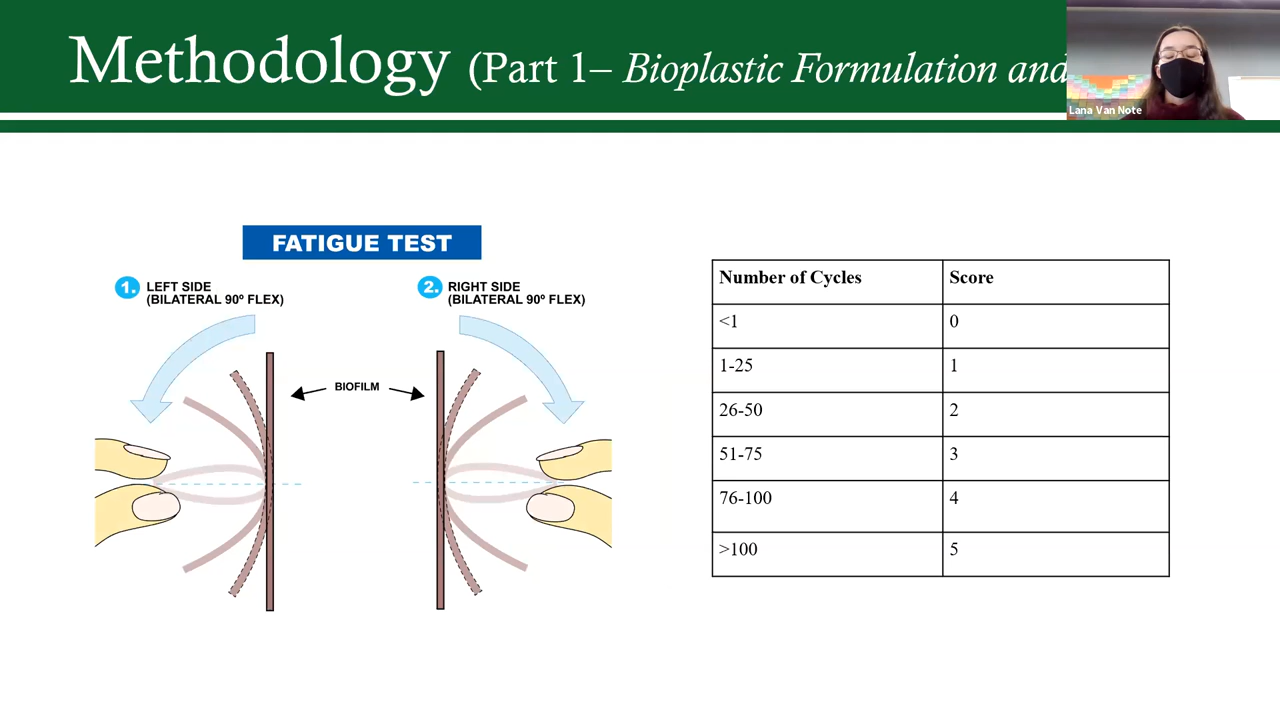 Methodology (Part 1– Bioplastic Formulation and
Lana Van Note
FATIGUE TEST
1. LEFT SIDE
(BILATERAL 90º FLEX)
2. RIGHT SIDE
(BILATERAL 90º FLEX)
BIOFILM
Number of Cycles Score
<1 0
1-25 1
26-50 2
51-75 3
76-100 4
>100 5